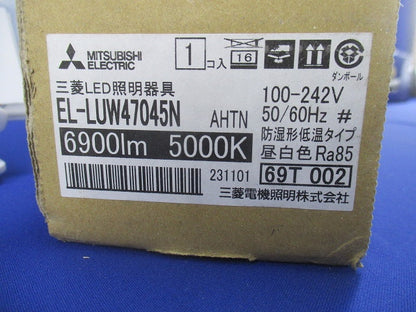 MITSUBISHI
ELECTRIC
1コ入
16
ダンボール
三菱LED照明器具
EL-LUW47045N AHTN
100-242V
50/60Hz #
6900lm 5000K
防湿形低温タイプ
昼白色 Ra85
231101
69T 002
三菱電機照明株式会社